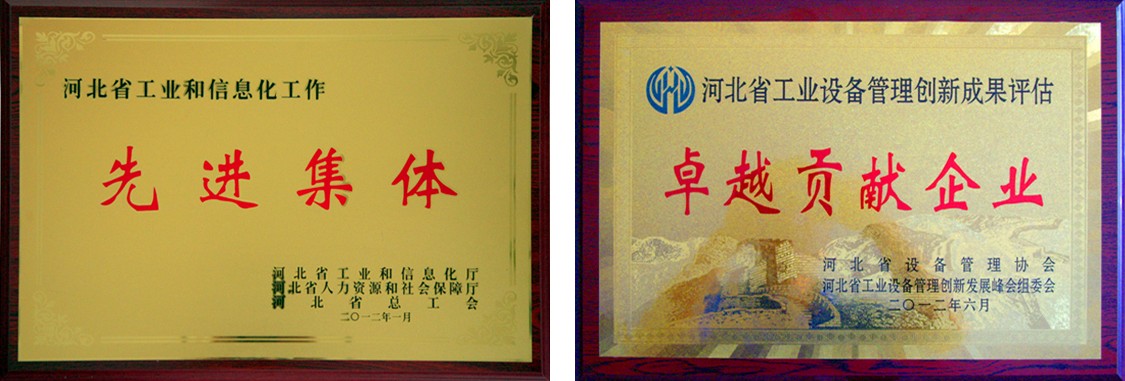 河北省工业和信息化工作
先进集体
河北省工业和信息化厅
河北省人力资源和社会保障厅
河北省总工会
二〇一二年一月
河北省工业设备管理创新成果评估
卓越贡献企业
河北省设备管理协会
河北省工业设备管理创新发展峰会组委会
二〇一二年六月